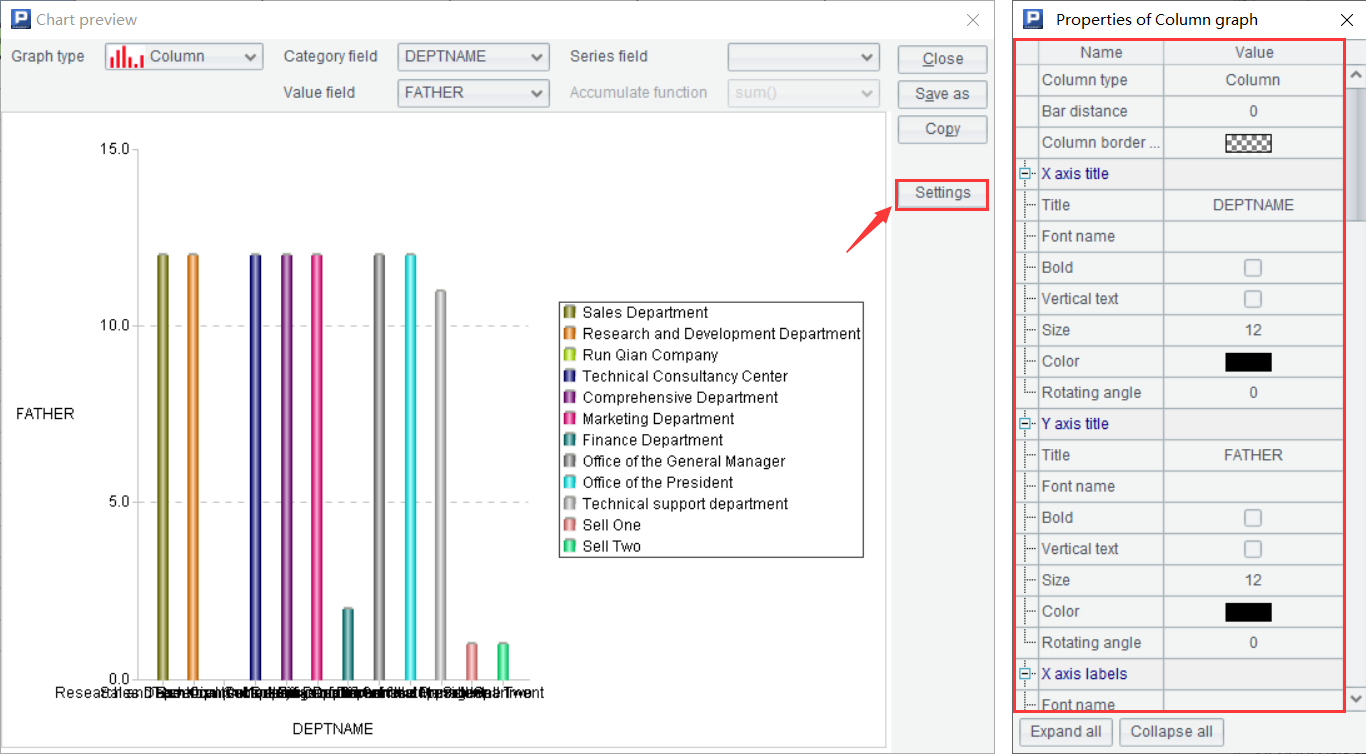 Chart preview
Graph type Column Category field DEPTNAME Series field Close
Value field FATHER Accumulate function sum() Save as
Copy
Settings
15.0
10.0
5.0
0.0
FATHER
DEPTNAME
Sales Department
Research and Development Department
Run Qian Company
Technical Consultancy Center
Comprehensive Department
Marketing Department
Finance Department
Office of the General Manager
Office of the President
Technical support department
Sell One
Sell Two
Properties of Column graph
Name Value
Column type Column
Bar distance 0
Column border ...
X axis title
Title DEPTNAME
Font name
Bold
Vertical text
Size 12
Color
Rotating angle 0
Y axis title
Title FATHER
Font name
Bold
Vertical text
Size 12
Color
Rotating angle 0
X axis labels
Font name
Expand all Collapse all